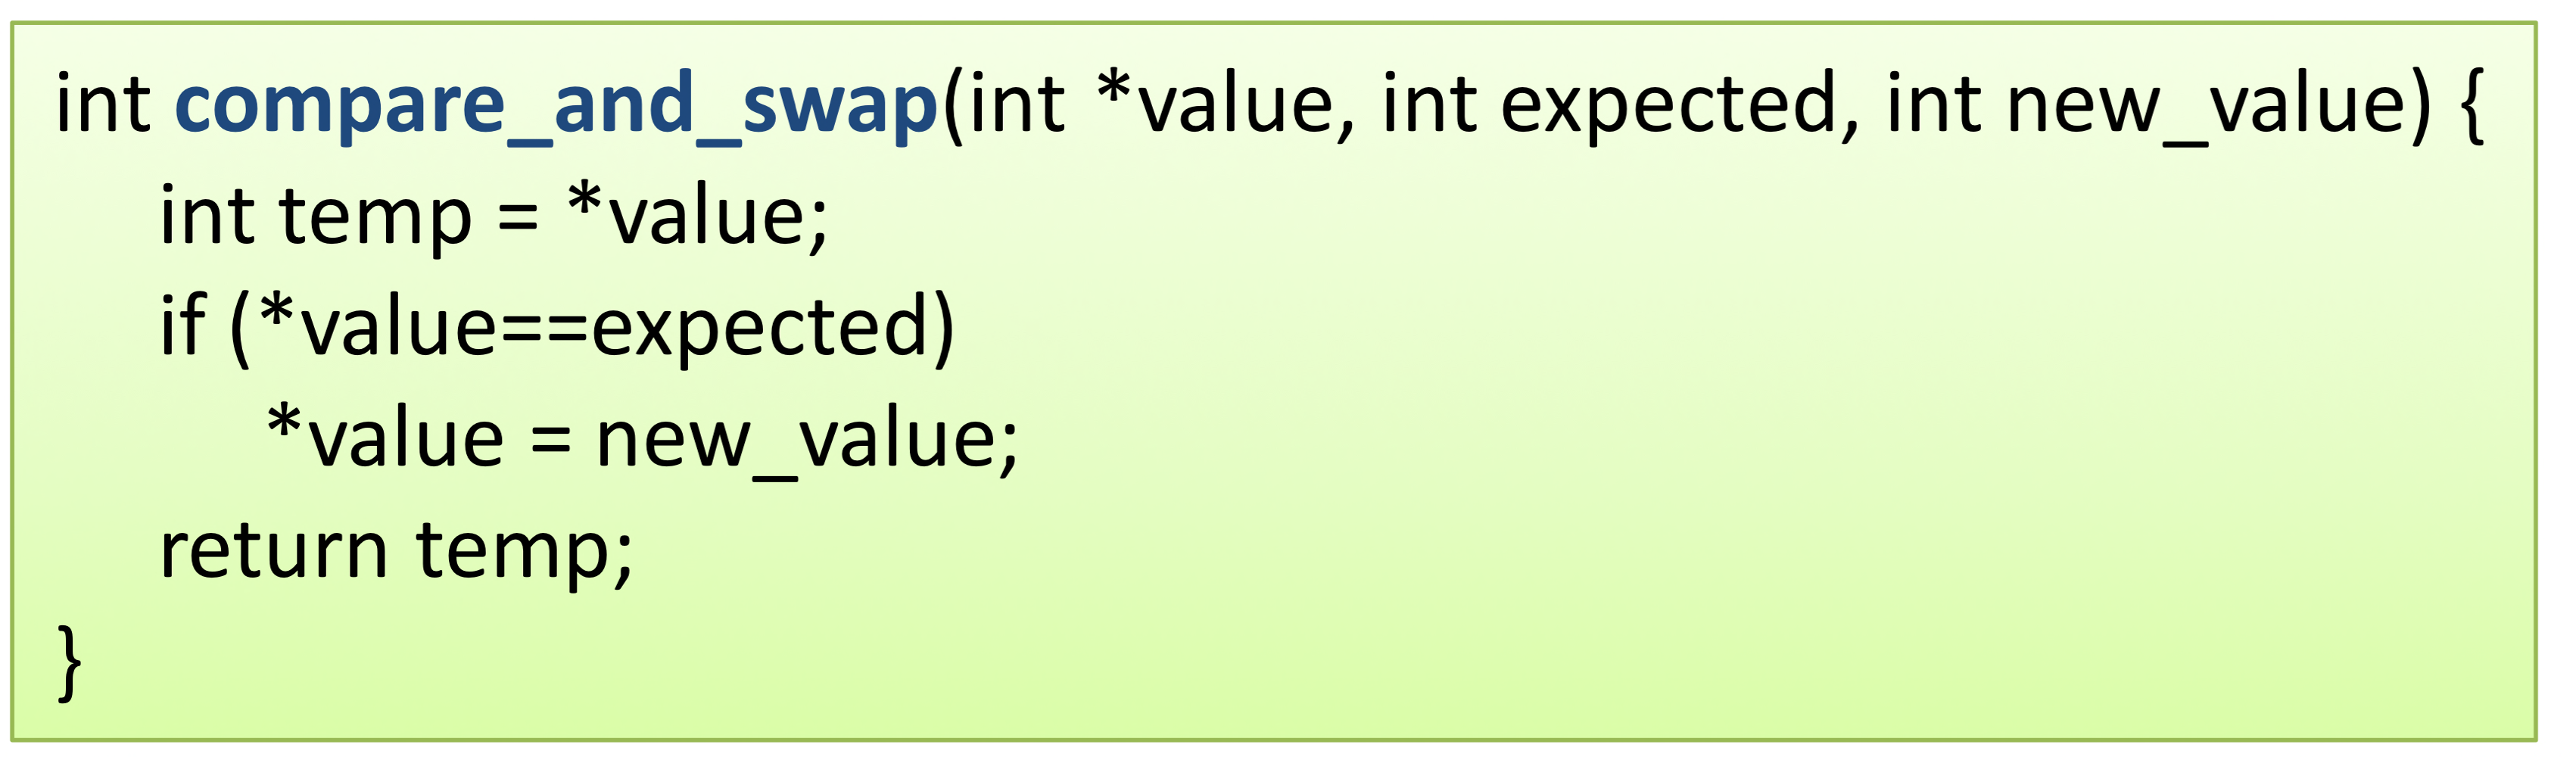 int compare_and_swap(int *value, int expected, int new_value) {
int temp = *value;
if (*value==expected)
*value = new_value;
return temp;
}